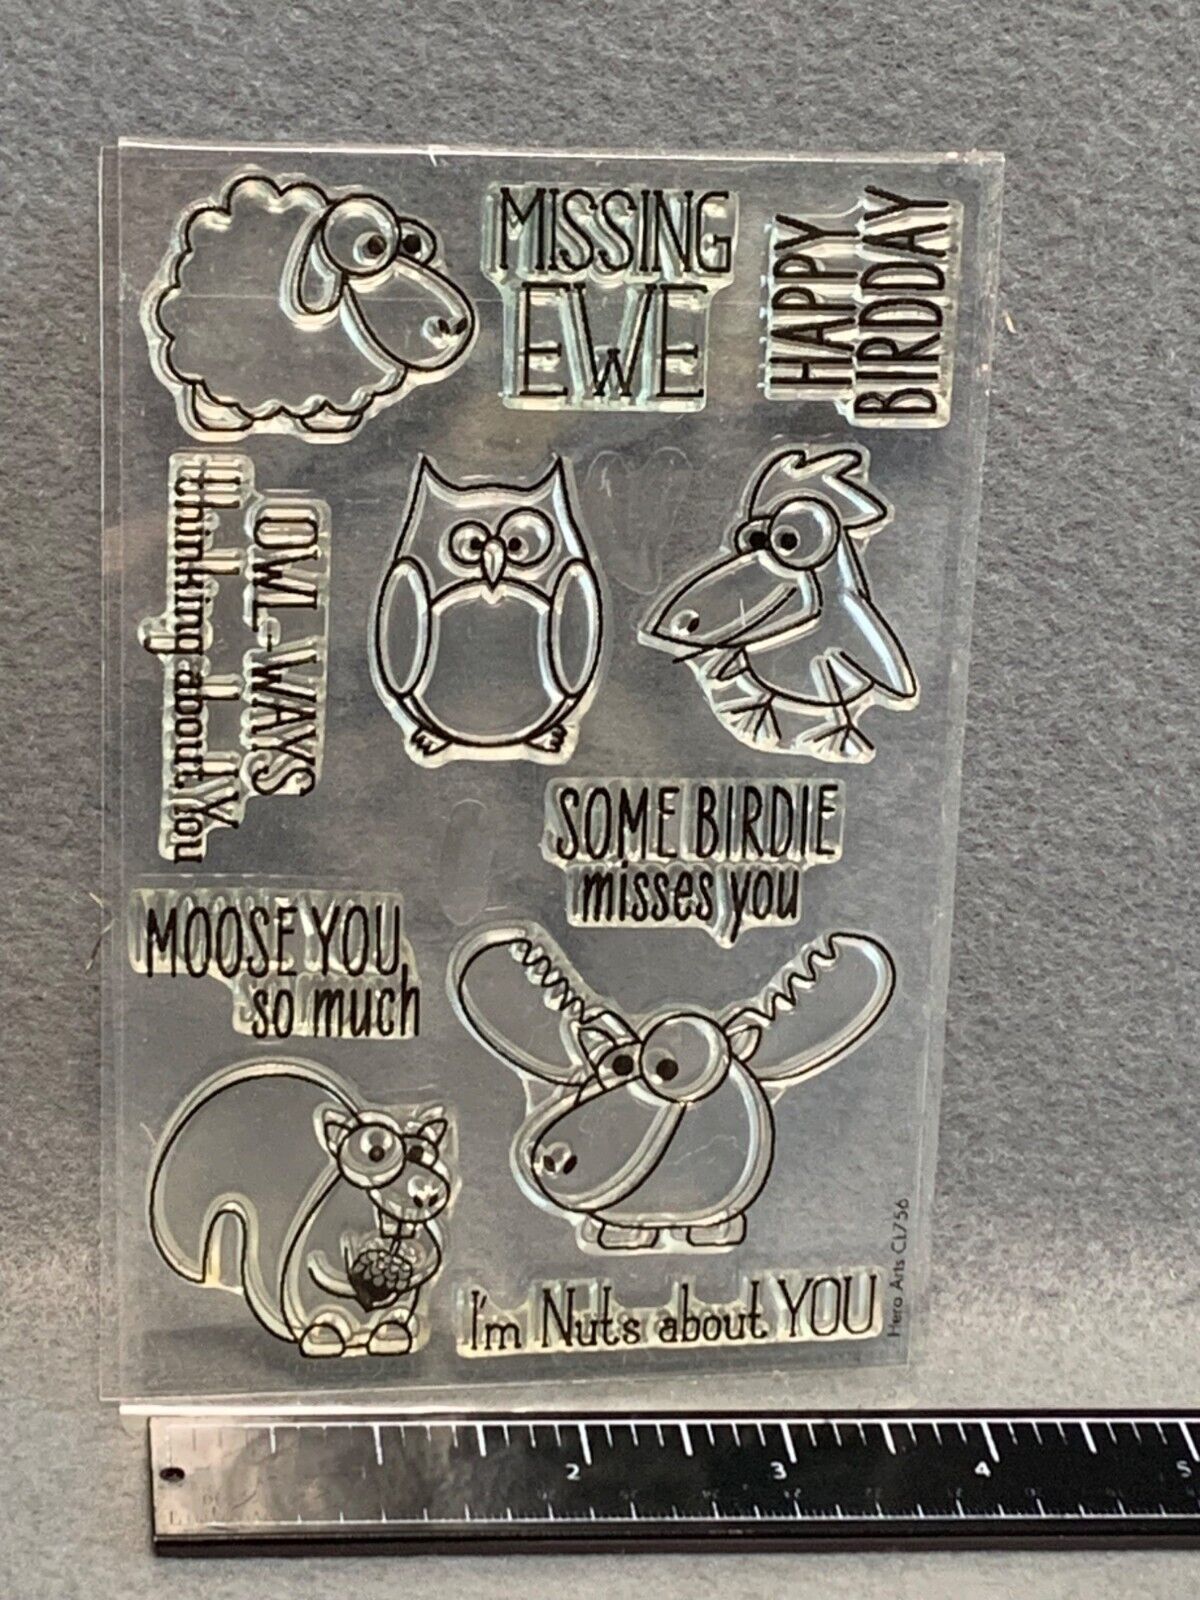 MISSING
EWE
HAPPY
BIRDDAY
OWL-WAYS
thinking about You
SOME BIRDIE
misses you
MOOSE YOU,
so much
I'm Nuts about YOU
Hero Arts CL756
2
3
4
5